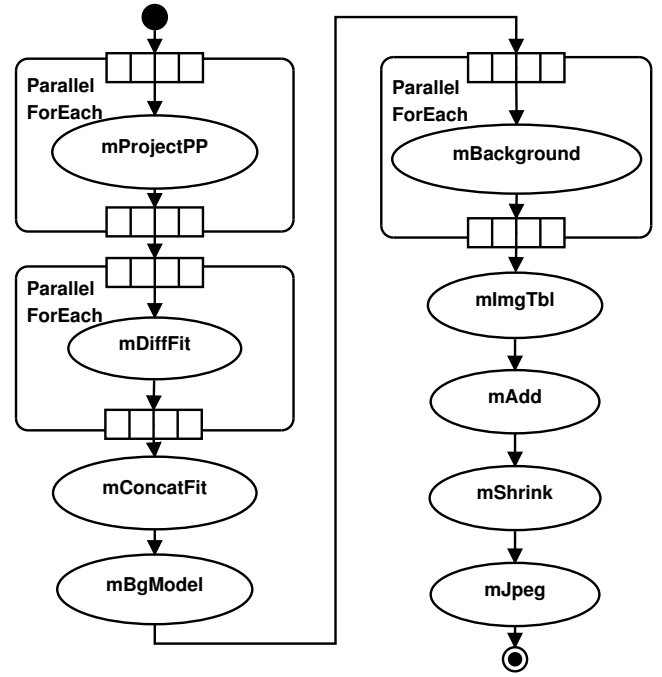 Parallel
ForEach
mProjectPP
Parallel
ForEach
mDiffFit
mConcatFit
mBgModel
Parallel
ForEach
mBackground
mImgTbl
mAdd
mShrink
mJpeg